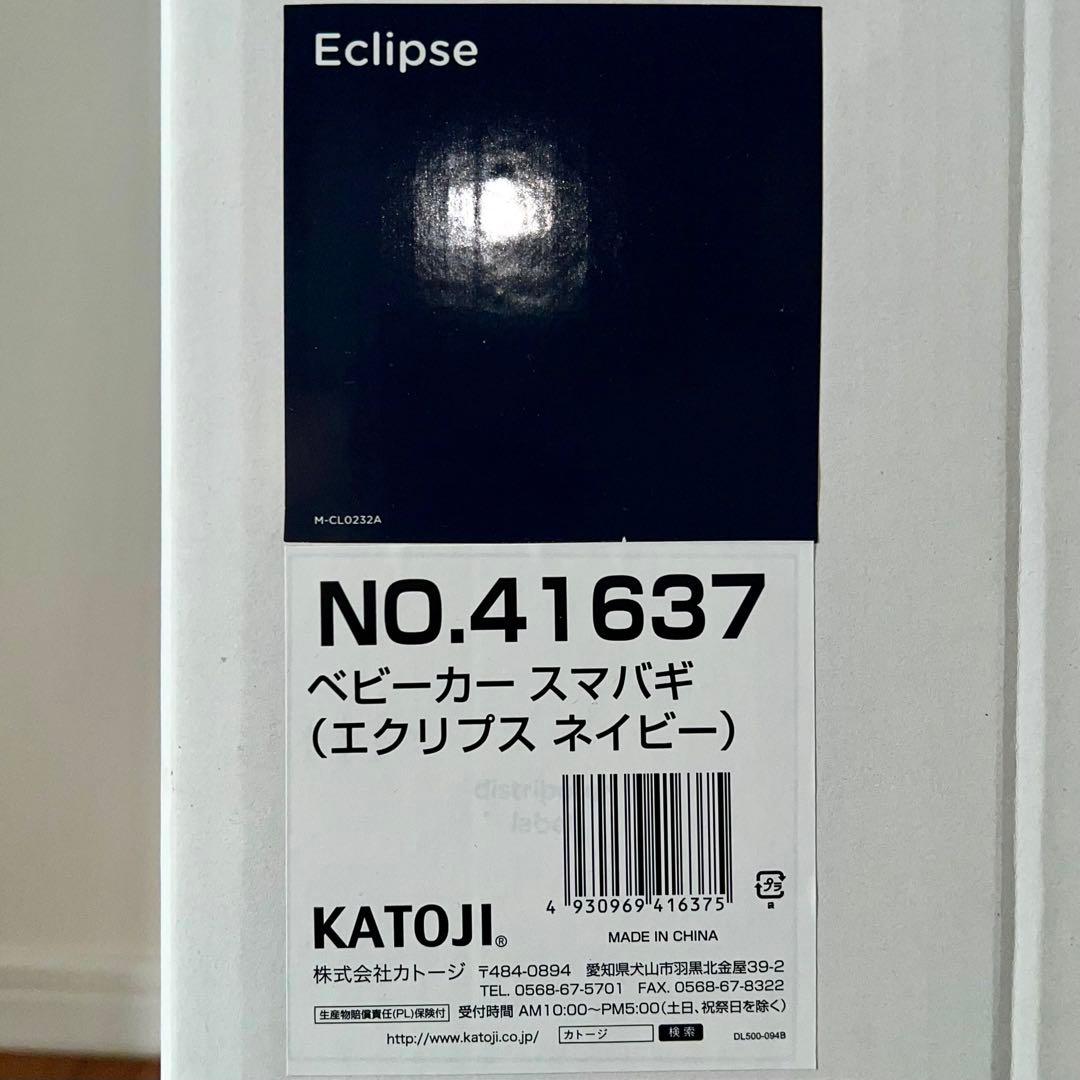 Eclipse
M-CL0232A
NO.41637
ベビーカー スマバギ
(エクリプス ネイビー)
4 930969 416375
プラ
MADE IN CHINA
KATOJI®
株式会社カトージ 〒484-0894 愛知県犬山市羽黒北金屋39-2
TEL. 0568-67-5701 FAX. 0568-67-8322
生産物賠償責任(PL)保険付 受付時間 AM10:00〜PM5:00(土日、祝祭日を除く)
http://www.katoji.co.jp/ カトージ 検索 DL500-094B